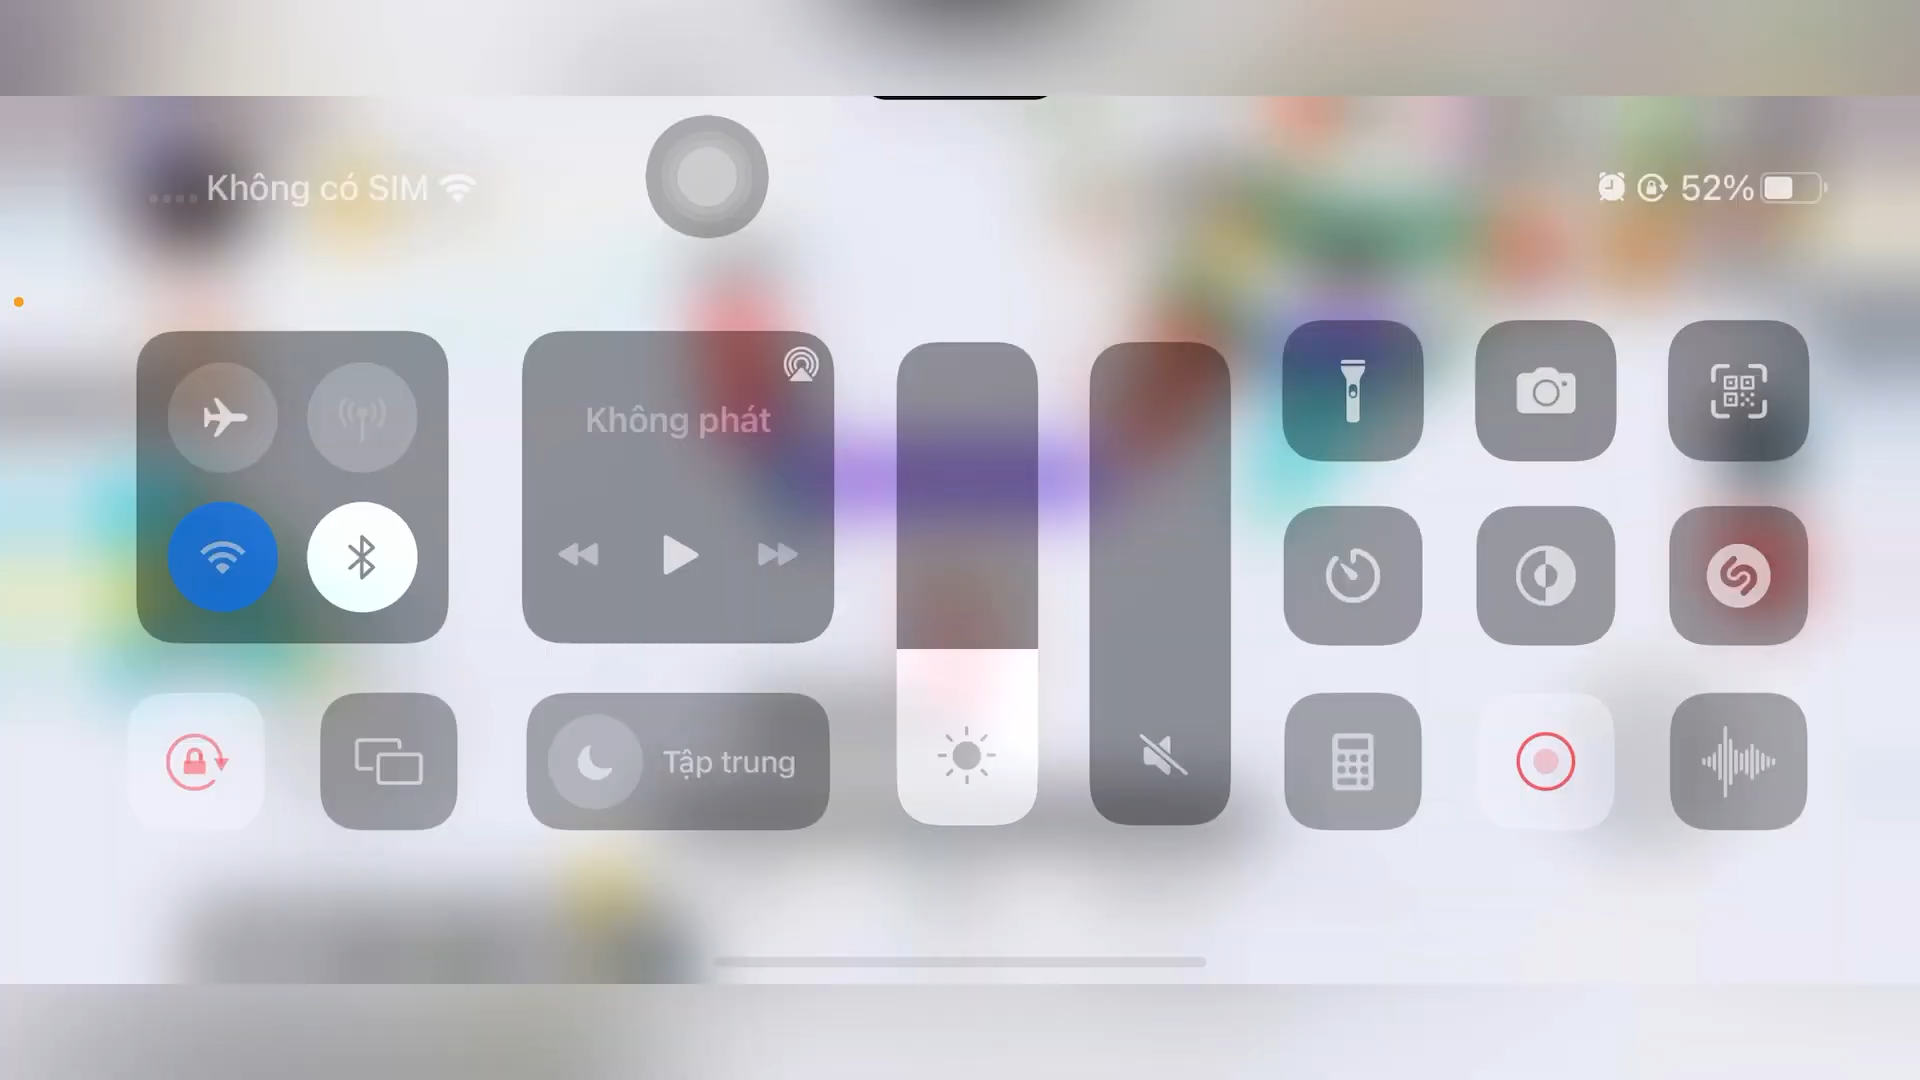 Không có SIM
52%
Không phát
Tập trung